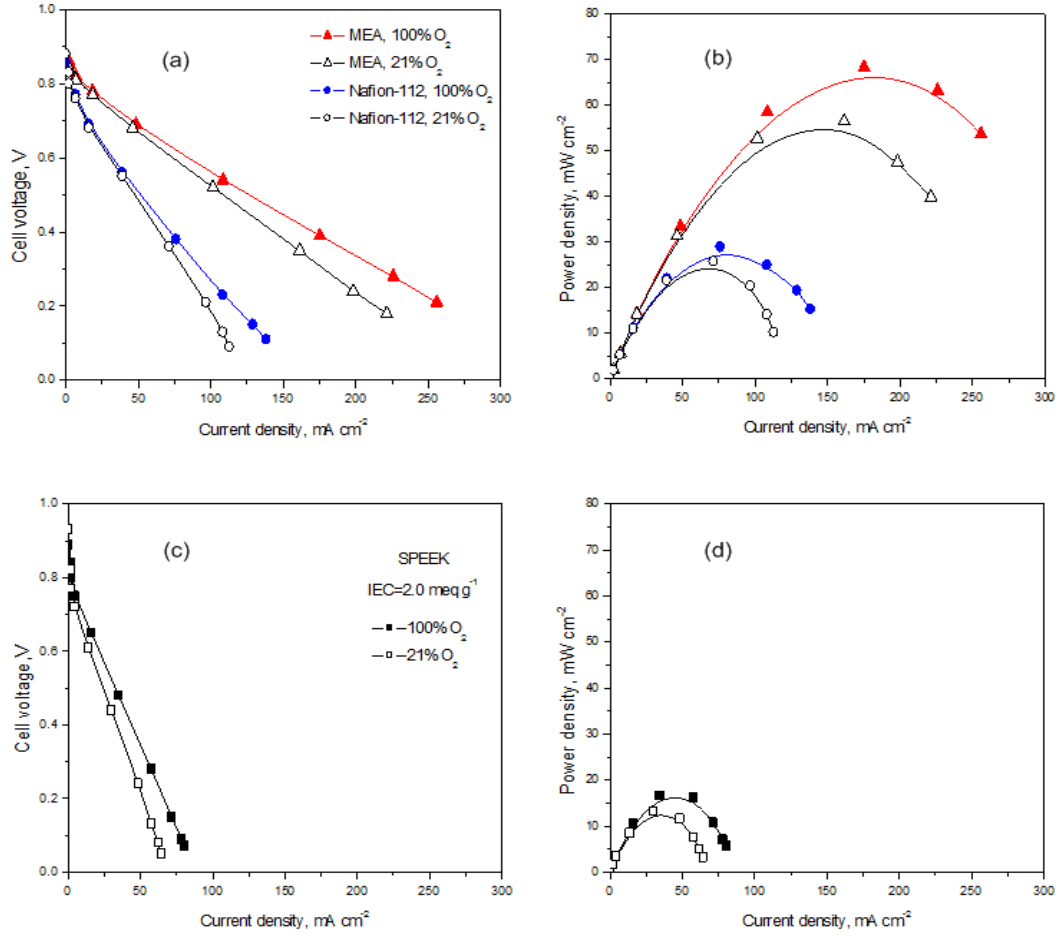 (a)
MEA, 100% O₂
MEA, 21% O₂
Nafion-112, 100% O₂
Nafion-112, 21% O₂
1.0
0.8
0.6
0.4
0.2
0.0
Cell voltage, V
0 50 100 150 200 250 300
Current density, mA cm⁻²
(b)
80
70
60
50
40
30
20
10
0
Power density, mW cm⁻²
0 50 100 150 200 250 300
Current density, mA cm⁻²
(c)
SPEEK
IEC=2.0 meq g⁻¹
100% O₂
21% O₂
1.0
0.8
0.6
0.4
0.2
0.0
Cell voltage, V
0 50 100 150 200 250 300
Current density, mA cm⁻²
(d)
80
70
60
50
40
30
20
10
0
Power density, mW cm⁻²
0 50 100 150 200 250 300
Current density, mA cm⁻²